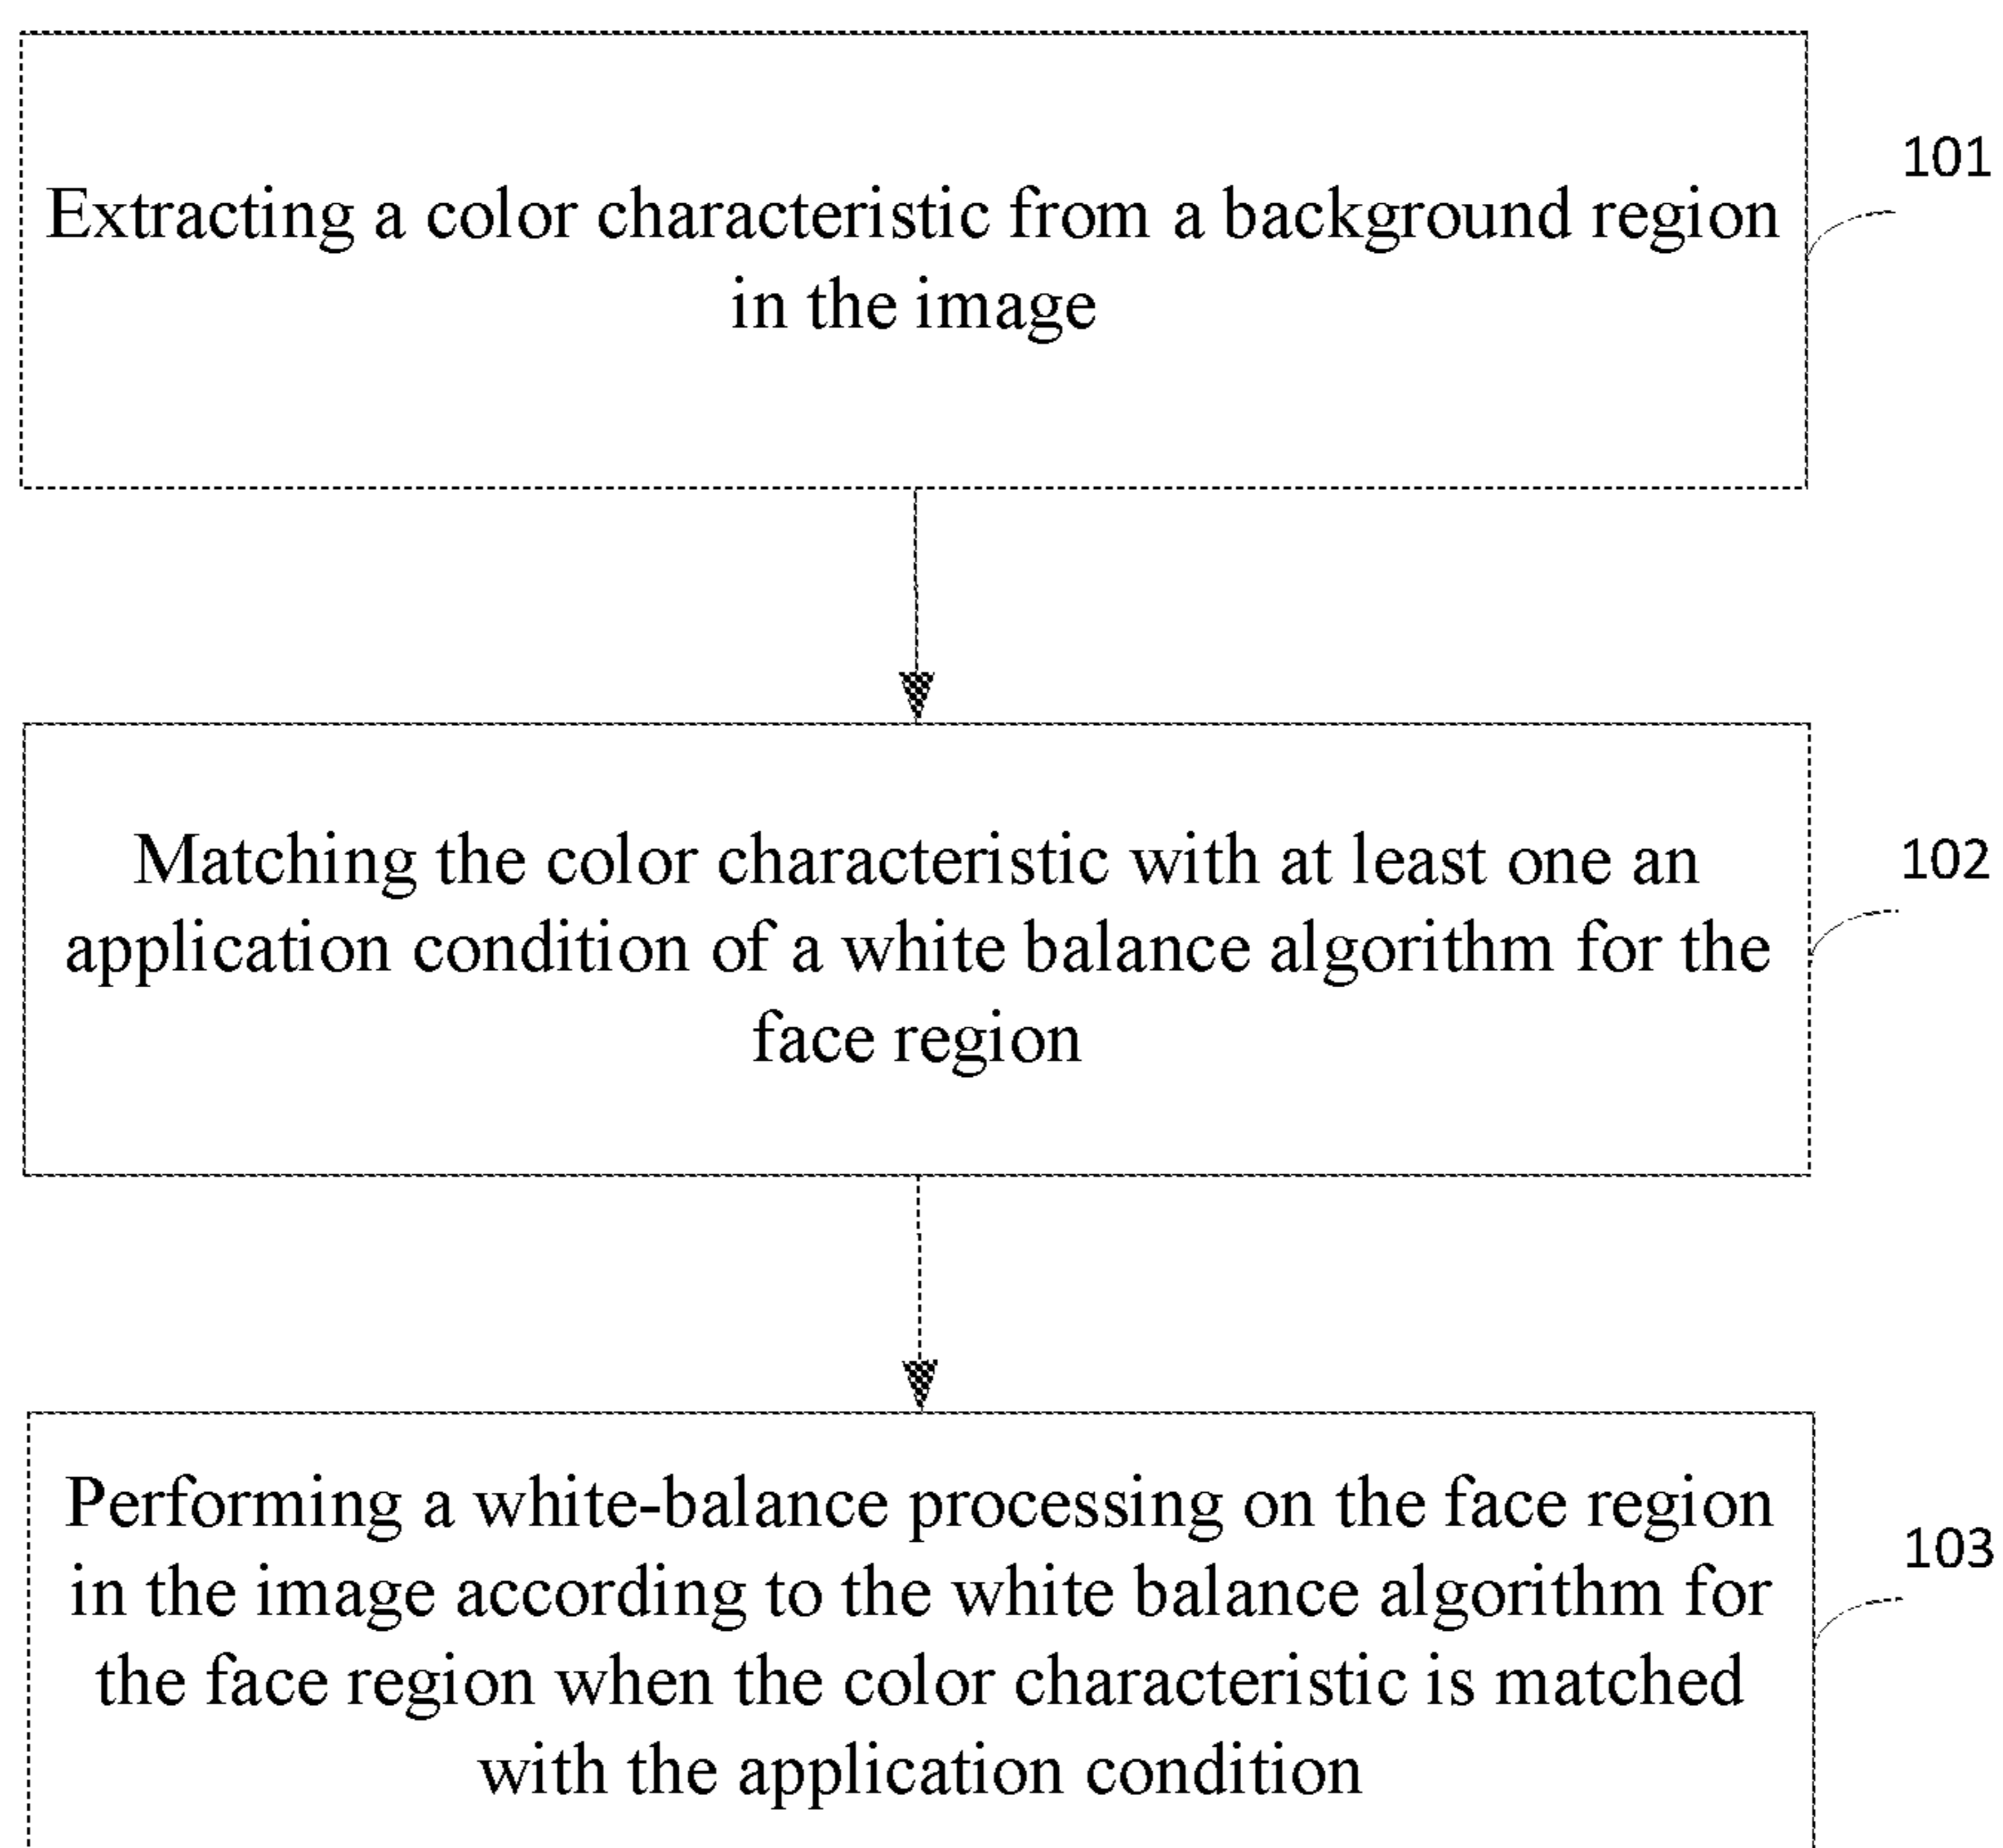 101
Extracting a color characteristic from a background region
in the image
102
Matching the color characteristic with at least one an
application condition of a white balance algorithm for the
face region
103
Performing a white-balance processing on the face region
in the image according to the white balance algorithm for
the face region when the color characteristic is matched
with the application condition